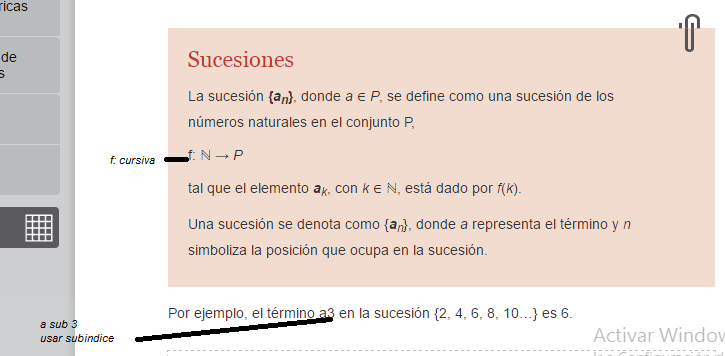 ricas
de
s
Sucesiones
La sucesión {aₙ}, donde a ∈ P, se define como una sucesión de los
números naturales en el conjunto P,
f: cursiva
f: ℕ → P
tal que el elemento aₖ, con k ∈ ℕ, está dado por f(k).
Una sucesión se denota como {aₙ}, donde a representa el término y n
simboliza la posición que ocupa en la sucesión.
Por ejemplo, el término a3 en la sucesión {2, 4, 6, 8, 10…} es 6.
a sub 3
usar subindice
Activar Window